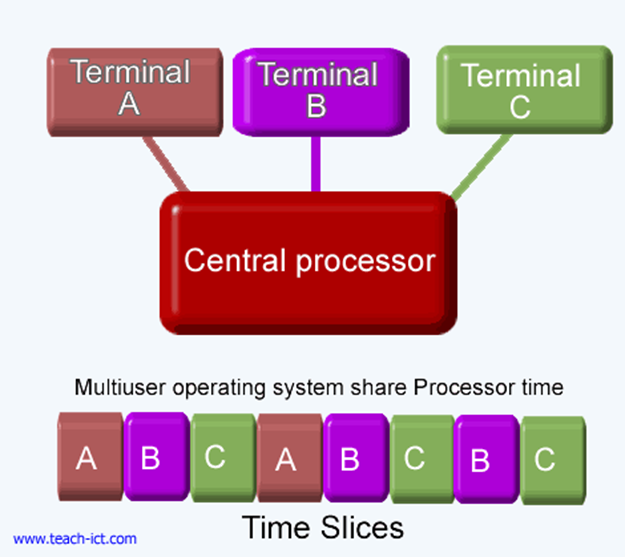 Terminal
A
Terminal
B
Terminal
C
Central processor
Multiuser operating system share Processor time
A B C A B C B C
Time Slices
www.teach-ict.com